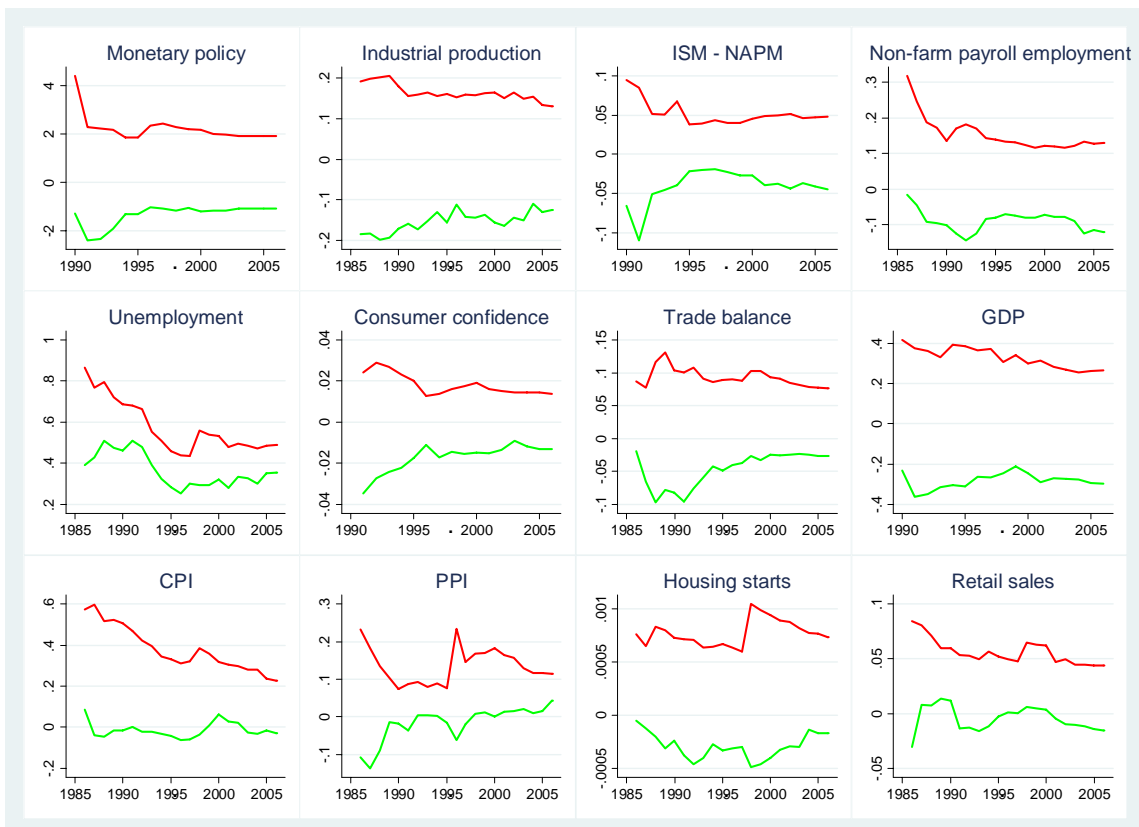 Monetary policy
4
2
0
-2
1990 1995 . 2000 2005
Industrial production
.2
.1
0
-.1
-.2
1985 1990 1995 2000 2005
.
ISM - NAPM
.1
.05
0
-.05
-.1
1990 1995 . 2000 2005
Non-farm payroll employment
.3
.2
.1
0
-.1
1985 1990 1995 2000 2005
.
Unemployment
1
.8
.6
.4
.2
1985 1990 1995 2000 2005
.
Consumer confidence
.04
.02
0
-.02
-.04
1990 1995 . 2000 2005
Trade balance
.15
.1
.05
0
-.05
-.1
1985 1990 1995 2000 2005
.
GDP
.4
.2
0
-.2
-.4
1990 1995 . 2000 2005
CPI
.6
.4
.2
0
-.2
1985 1990 1995 2000 2005
.
PPI
.3
.2
.1
0
-.1
1985 1990 1995 2000 2005
.
Housing starts
.001
.0005
0
-.0005
1985 1990 1995 2000 2005
.
Retail sales
.1
.05
0
-.05
1985 1990 1995 2000 2005
.